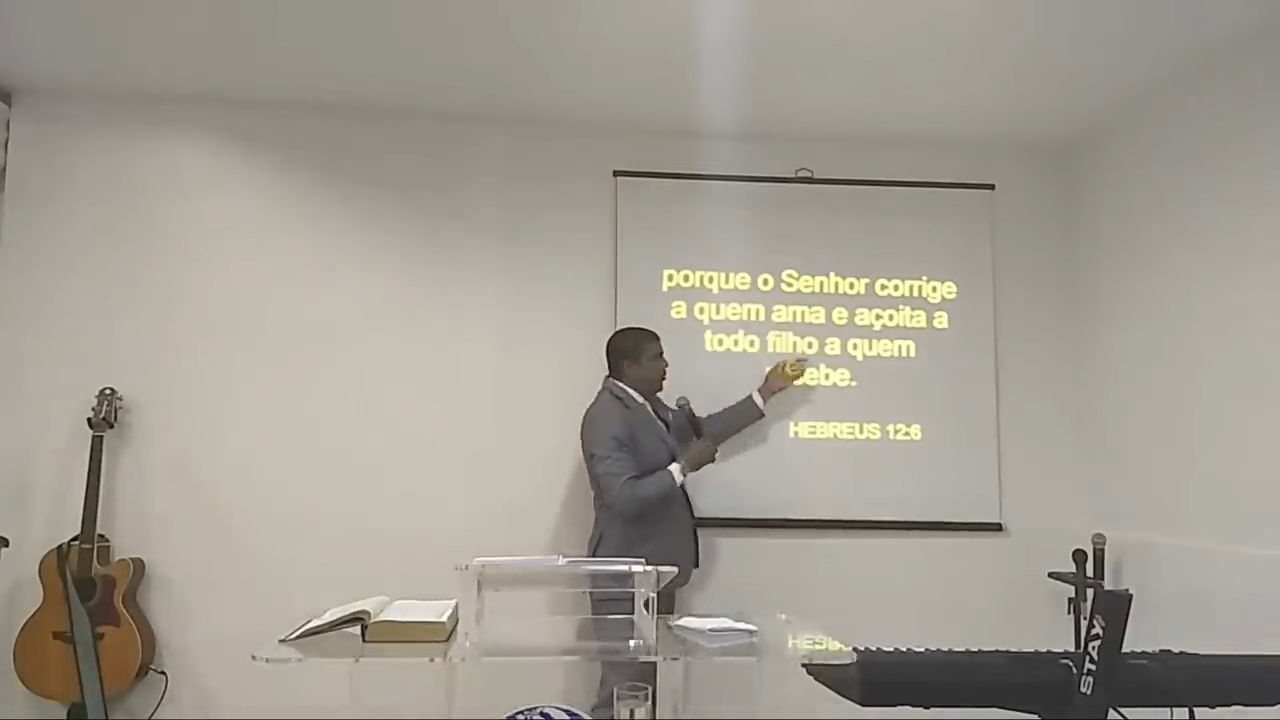 porque o Senhor corrige
a quem ama e açoita a
todo filho a quem
HEBREUS 12:6
STAY